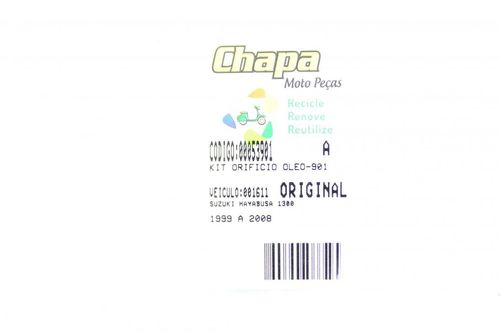 Chapa
Moto Peças
Recicle
Renove
Reutilize
CODIGO:00053901 A
KIT ORIFICIO OLEO-901
VEICULO:001611 ORIGINAL
SUZUKI HAYABUSA 1300
1999 A 2008